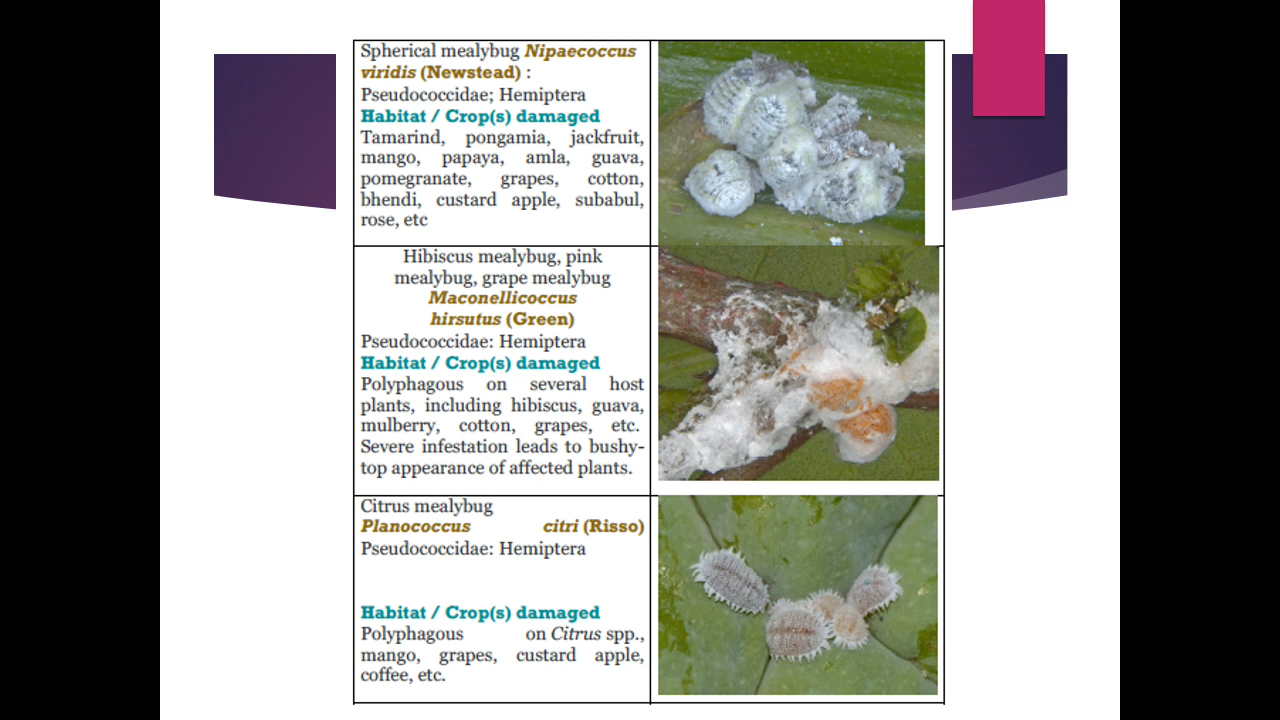 Spherical mealybug Nipaecoccus
viridis (Newstead) :
Pseudococcidae; Hemiptera
Habitat / Crop(s) damaged
Tamarind, pongamia, jackfruit,
mango, papaya, amla, guava,
pomegranate, grapes, cotton,
bhendi, custard apple, subabul,
rose, etc
Hibiscus mealybug, pink
mealybug, grape mealybug
Maconellicoccus
hirsutus (Green)
Pseudococcidae: Hemiptera
Habitat / Crop(s) damaged
Polyphagous on several host
plants, including hibiscus, guava,
mulberry, cotton, grapes, etc.
Severe infestation leads to bushy-
top appearance of affected plants.
Citrus mealybug
Planococcus citri (Risso)
Pseudococcidae: Hemiptera
Habitat / Crop(s) damaged
Polyphagous on Citrus spp.,
mango, grapes, custard apple,
coffee, etc.